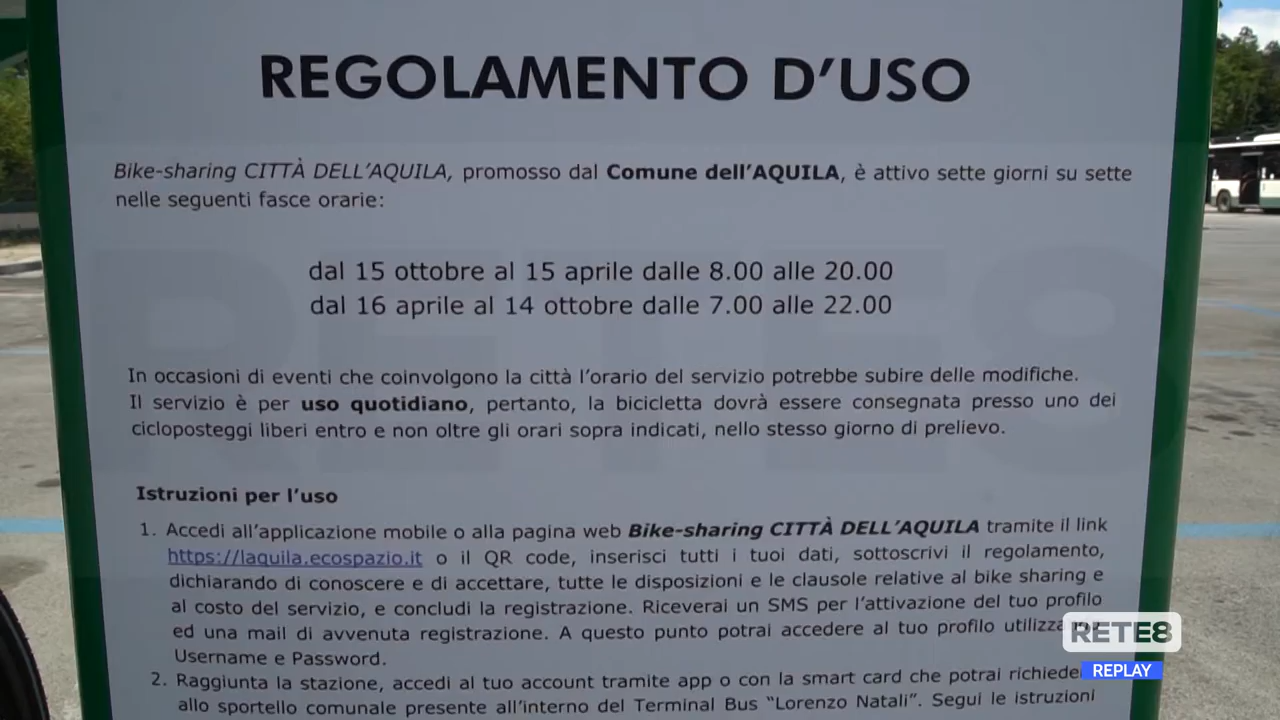 REGOLAMENTO D'USO
Bike-sharing CITTÀ DELL'AQUILA, promosso dal Comune dell'AQUILA, è attivo sette giorni su sette
nelle seguenti fasce orarie:
dal 15 ottobre al 15 aprile dalle 8.00 alle 20.00
dal 16 aprile al 14 ottobre dalle 7.00 alle 22.00
In occasioni di eventi che coinvolgono la città l'orario del servizio potrebbe subire delle modifiche.
Il servizio è per uso quotidiano, pertanto, la bicicletta dovrà essere consegnata presso uno dei
cicloposteggi liberi entro e non oltre gli orari sopra indicati, nello stesso giorno di prelievo.
Istruzioni per l'uso
1. Accedi all'applicazione mobile o alla pagina web Bike-sharing CITTÀ DELL'AQUILA tramite il link
https://laquila.ecospazio.it o il QR code, inserisci tutti i tuoi dati, sottoscrivi il regolamento,
dichiarando di conoscere e di accettare, tutte le disposizioni e le clausole relative al bike sharing e
al costo del servizio, e concludi la registrazione. Riceverai un SMS per l'attivazione del tuo profilo
ed una mail di avvenuta registrazione. A questo punto potrai accedere al tuo profilo
Username e Password.
2. Raggiunta la stazione, accedi al tuo account tramite app o con la smart card che potrai
allo sportello comunale presente all'interno del Terminal Bus "Lorenzo Natali". Segui le istruzioni
RETE8
REPLAY
RETE8